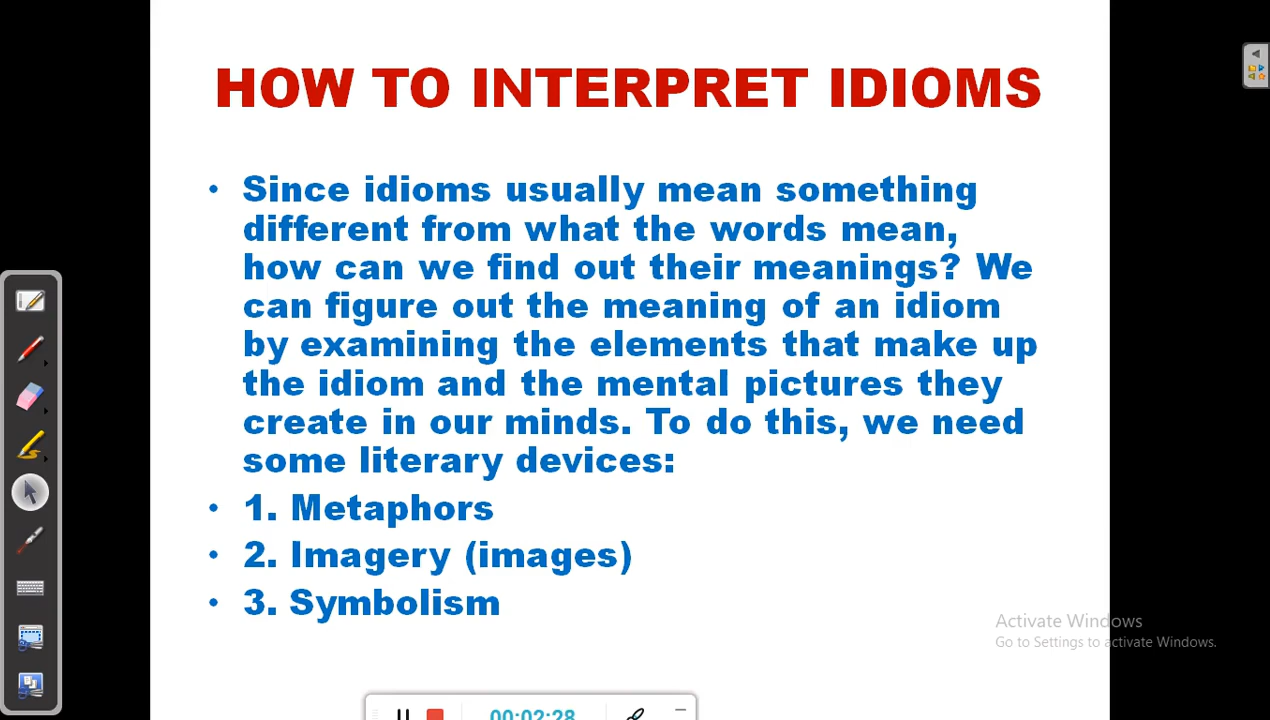 HOW TO INTERPRET IDIOMS
• Since idioms usually mean something
different from what the words mean,
how can we find out their meanings? We
can figure out the meaning of an idiom
by examining the elements that make up
the idiom and the mental pictures they
create in our minds. To do this, we need
some literary devices:
• 1. Metaphors
• 2. Imagery (images)
• 3. Symbolism
Activate Windows
Go to Settings to activate Windows.
00:02:28